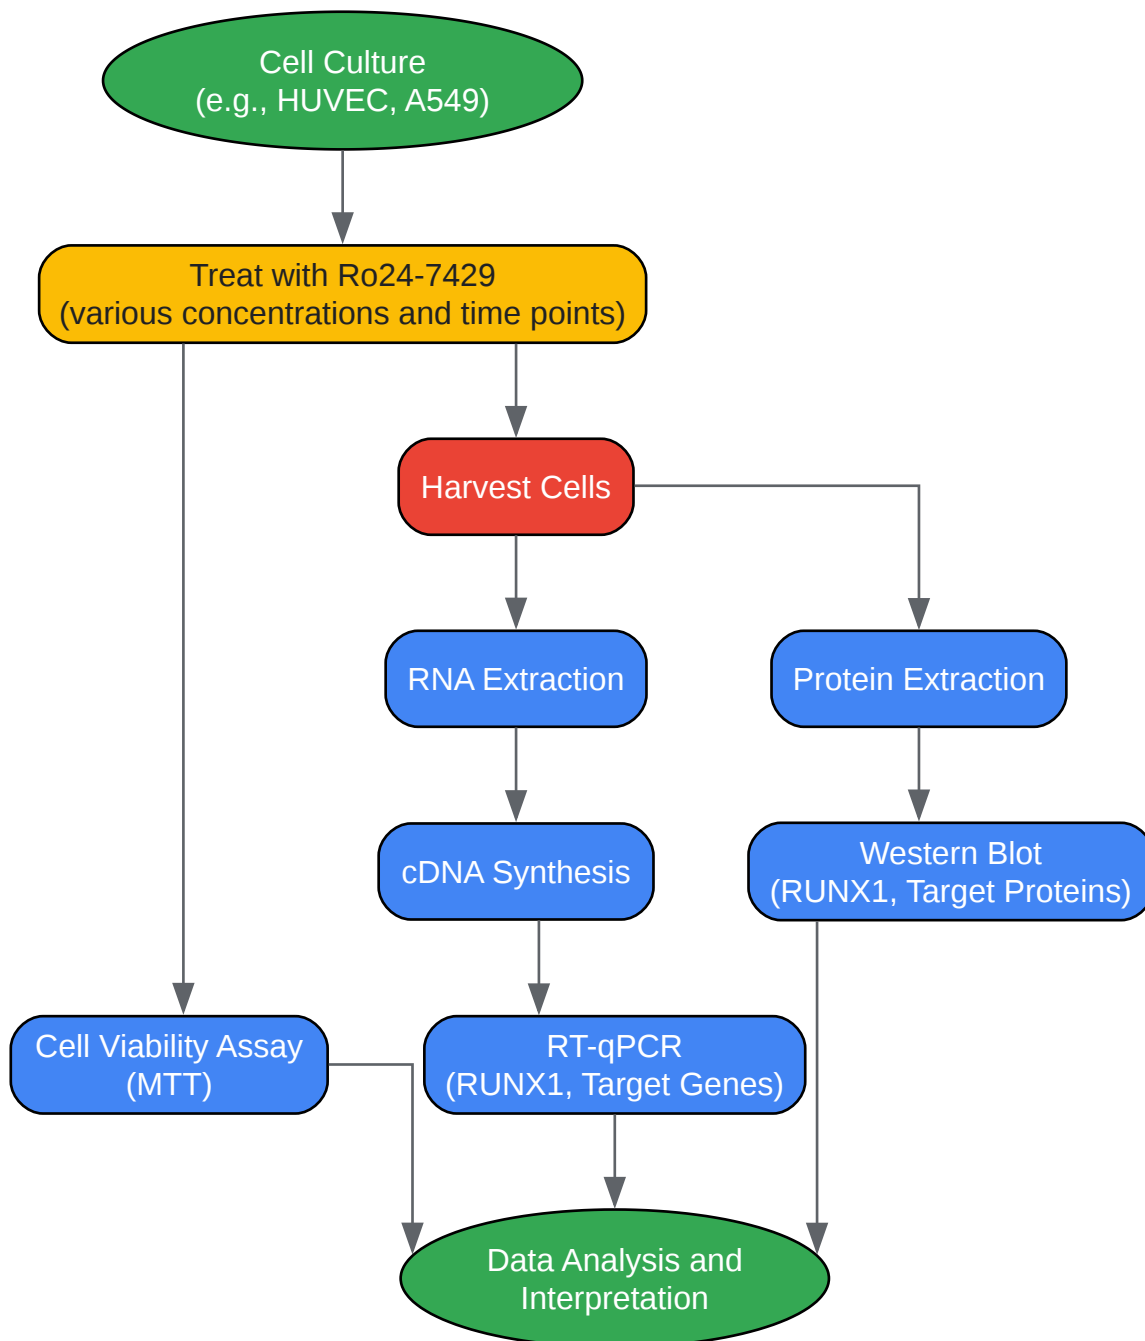 Cell Culture
(e.g., HUVEC, A549)
Treat with Ro24-7429
(various concentrations and time points)
Harvest Cells
RNA Extraction
Protein Extraction
cDNA Synthesis
Western Blot
(RUNX1, Target Proteins)
Cell Viability Assay
(MTT)
RT-qPCR
(RUNX1, Target Genes)
Data Analysis and
Interpretation